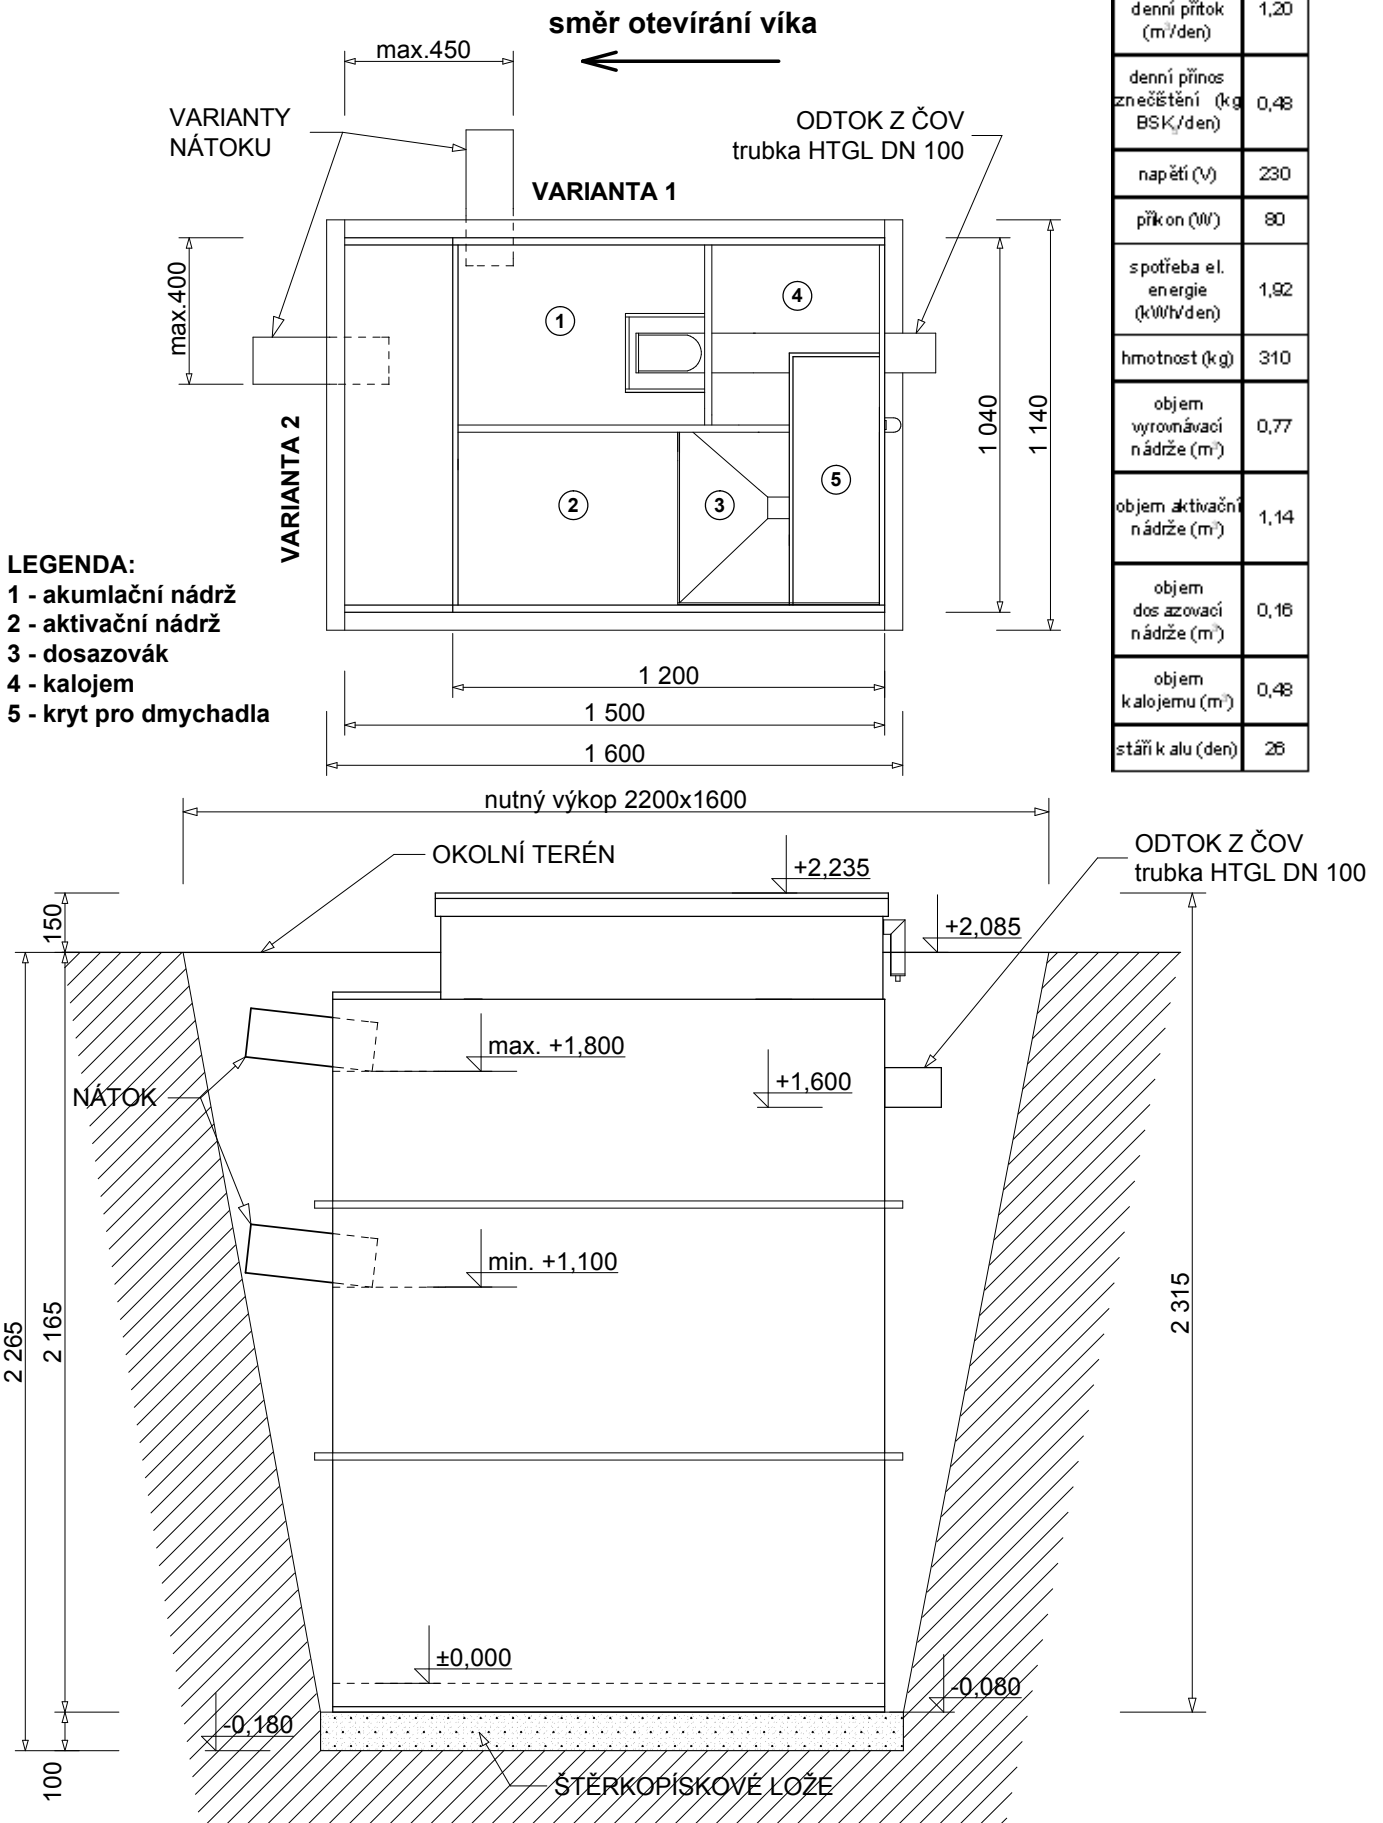 směr otevírání víka
max.450
VARIANTY
NÁTOKU
ODTOK Z ČOV
trubka HTGL DN 100
VARIANTA 1
max.400
VARIANTA 2
1
4
2
3
5
1 040
1 140
LEGENDA:
1 - akumlační nádrž
2 - aktivační nádrž
3 - dosazovák
4 - kalojem
5 - kryt pro dmychadla
1 200
1 500
1 600
denní přítok 1,20
(m³/den)
denní přínos
znečištění (kg 0,48
BSK₅/den)
napětí (V) 230
příkon (W) 80
spotřeba el.
energie 1,92
(kWh/den)
hmotnost (kg) 310
objem
vyrovnávací 0,77
nádrže (m³)
objem aktivační 1,14
nádrže (m³)
objem
dosazovací 0,16
nádrže (m³)
objem 0,48
kalojemu (m³)
stáří kalu (den) 26
nutný výkop 2200x1600
OKOLNÍ TERÉN
+2,235
ODTOK Z ČOV
trubka HTGL DN 100
150
+2,085
max. +1,800
+1,600
NÁTOK
min. +1,100
2 265
2 165
2 315
±0,000
-0,080
-0,180
100
ŠTĚRKOPÍSKOVÉ LOŽE